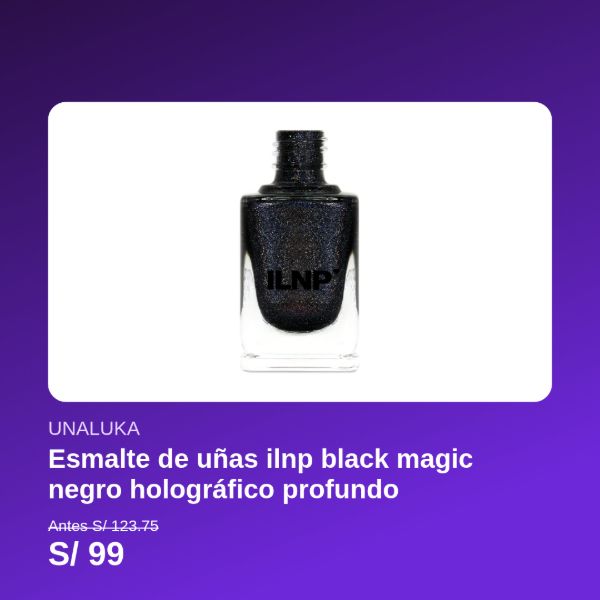 ILNP
UNALUKA
Esmalte de uñas ilnp black magic
negro holográfico profundo
Antes S/ 123.75
S/ 99